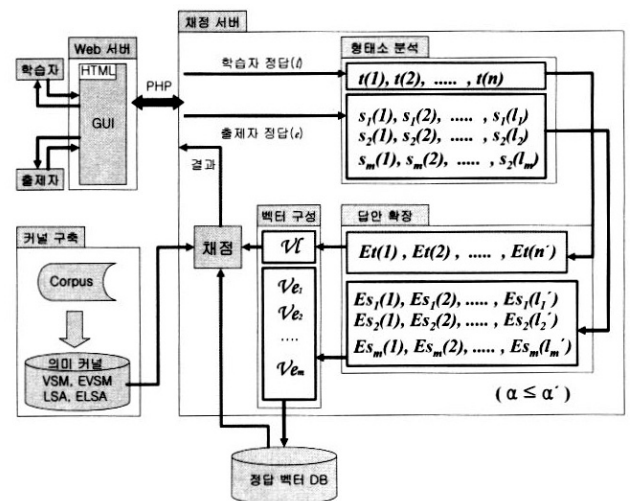 채점 서버
Web 서버
형태소 분석
학습자
HTML
GUI
출제자
PHP
학습자 정답(l)
t(1), t(2), ..... , t(n)
출제자 정답(e)
s₁(1), s₁(2), ..... , s₁(l₁)
s₂(1), s₂(2), ..... , s₂(l₂)
sₘ(1), sₘ(2), ..... , s₂(lₘ)
결과
벡터 구성
답안 확장
커널 구축
채점
Vl
Et(1) , Et(2) , ..... , Et(n´)
Corpus
Ve₁
Ve₂
....
Veₘ
Es₁(1), Es₁(2), ..... , Es₁(l₁´)
Es₂(1), Es₂(2), ..... , Es₂(l₂´)
Esₘ(1), Esₘ(2), ..... , Esₘ(lₘ´)
의미 커널
VSM, EVSM
LSA, ELSA
( α ≤ α´ )
정답 벡터 DB